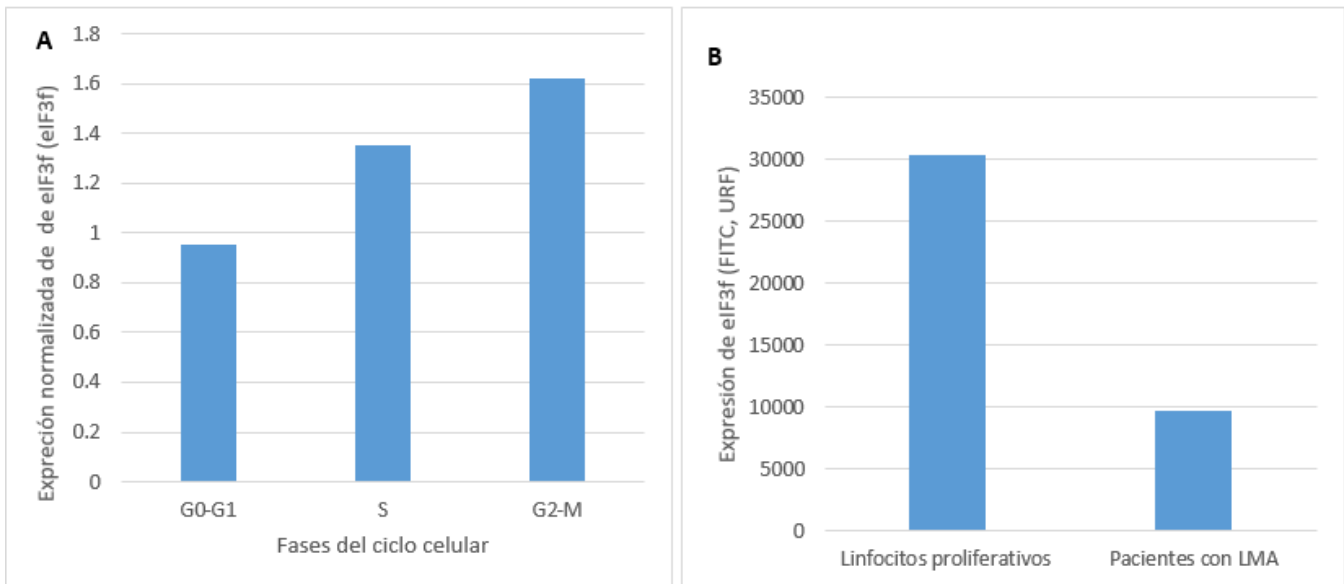 A
Expreción normalizada de  de eIF3f (eIF3f)
1.8
1.6
1.4
1.2
1
0.8
0.6
0.4
0.2
0
G0-G1 S G2-M
Fases del ciclo celular
B
Expresión de eIF3f (FITC, URF)
35000
30000
25000
20000
15000
10000
5000
0
Linfocitos proliferativos Pacientes con LMA